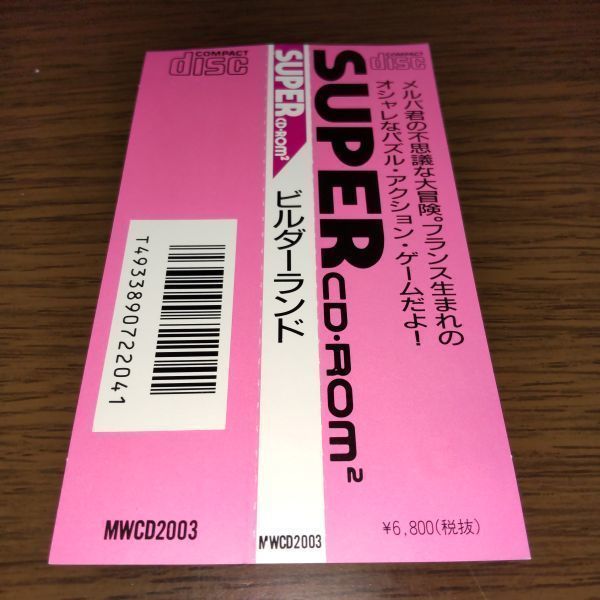 COMPACT
disc
T4933890722041
MWCD2003
SUPER
CD-ROM²
ビルダーランド
MWCD2003
COMPACT
disc
SUPER
CD·ROM²
メルバ君の不思議な大冒険。フランス生まれの
オシャレなパズル・アクション・ゲームだよ!
¥6,800(税抜)